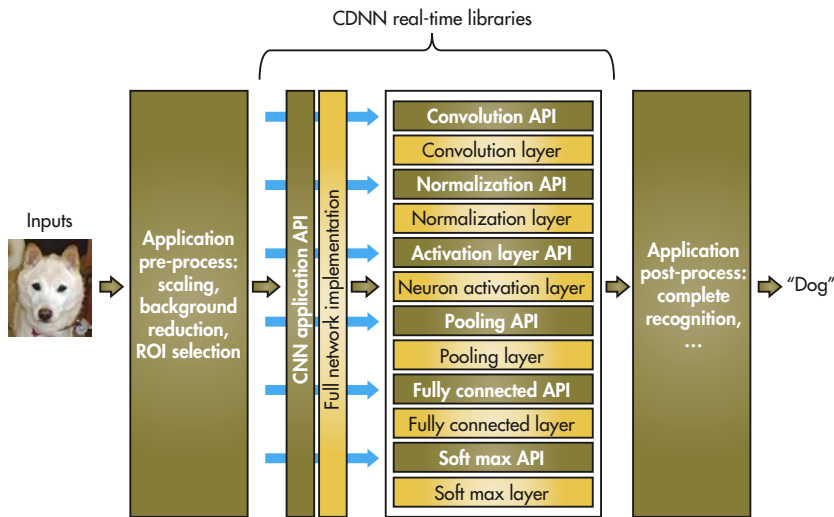 CDNN real-time libraries
Inputs
Application
pre-process:
scaling,
background
reduction,
ROI selection
CNN application API
Full network implementation
Convolution API
Convolution layer
Normalization API
Normalization layer
Activation layer API
Neuron activation layer
Pooling API
Pooling layer
Fully connected API
Fully connected layer
Soft max API
Soft max layer
Application
post-process:
complete
recognition,
…
“Dog”